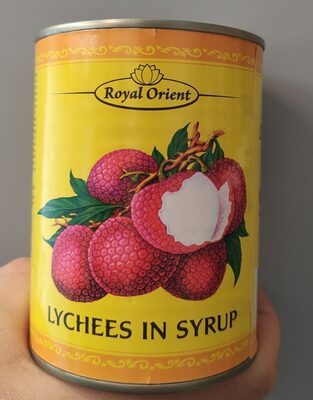 Royal Orient
LYCHEES IN SYRUP